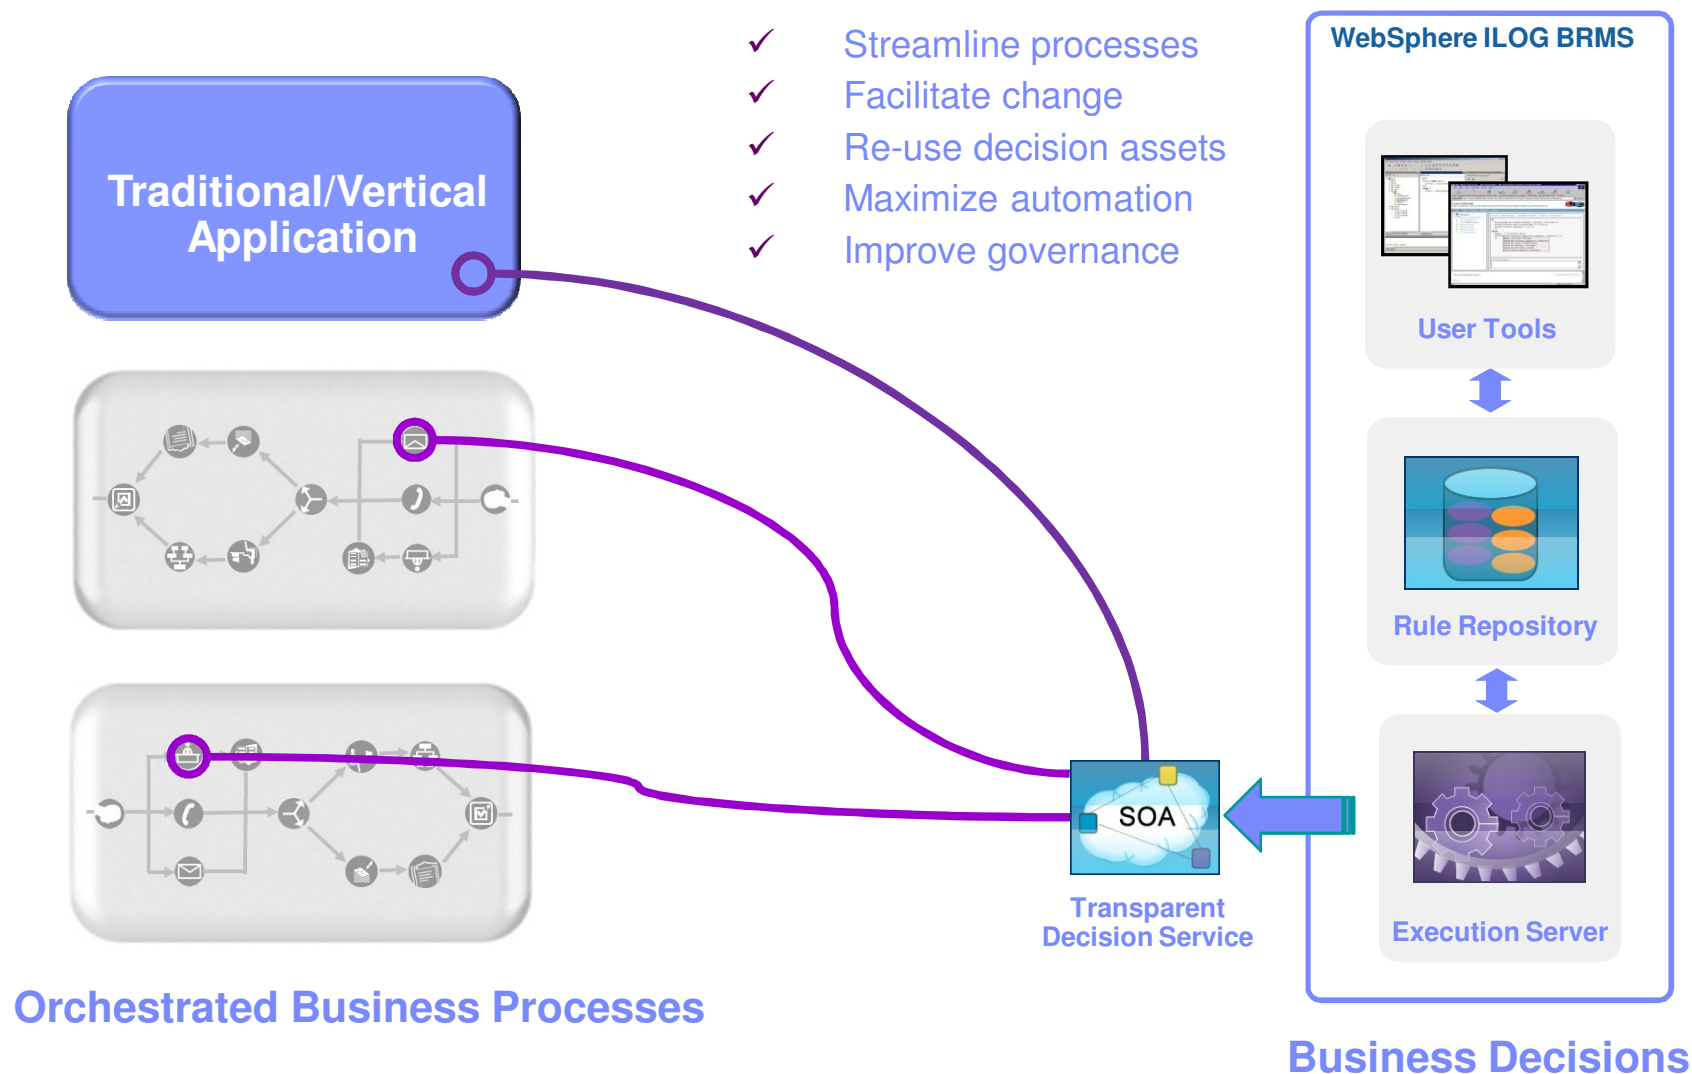 ✓ Streamline processes
✓ Facilitate change
✓ Re-use decision assets
✓ Maximize automation
✓ Improve governance
Traditional/Vertical
Application
WebSphere ILOG BRMS
User Tools
Rule Repository
Execution Server
SOA
Transparent
Decision Service
Orchestrated Business Processes
Business Decisions